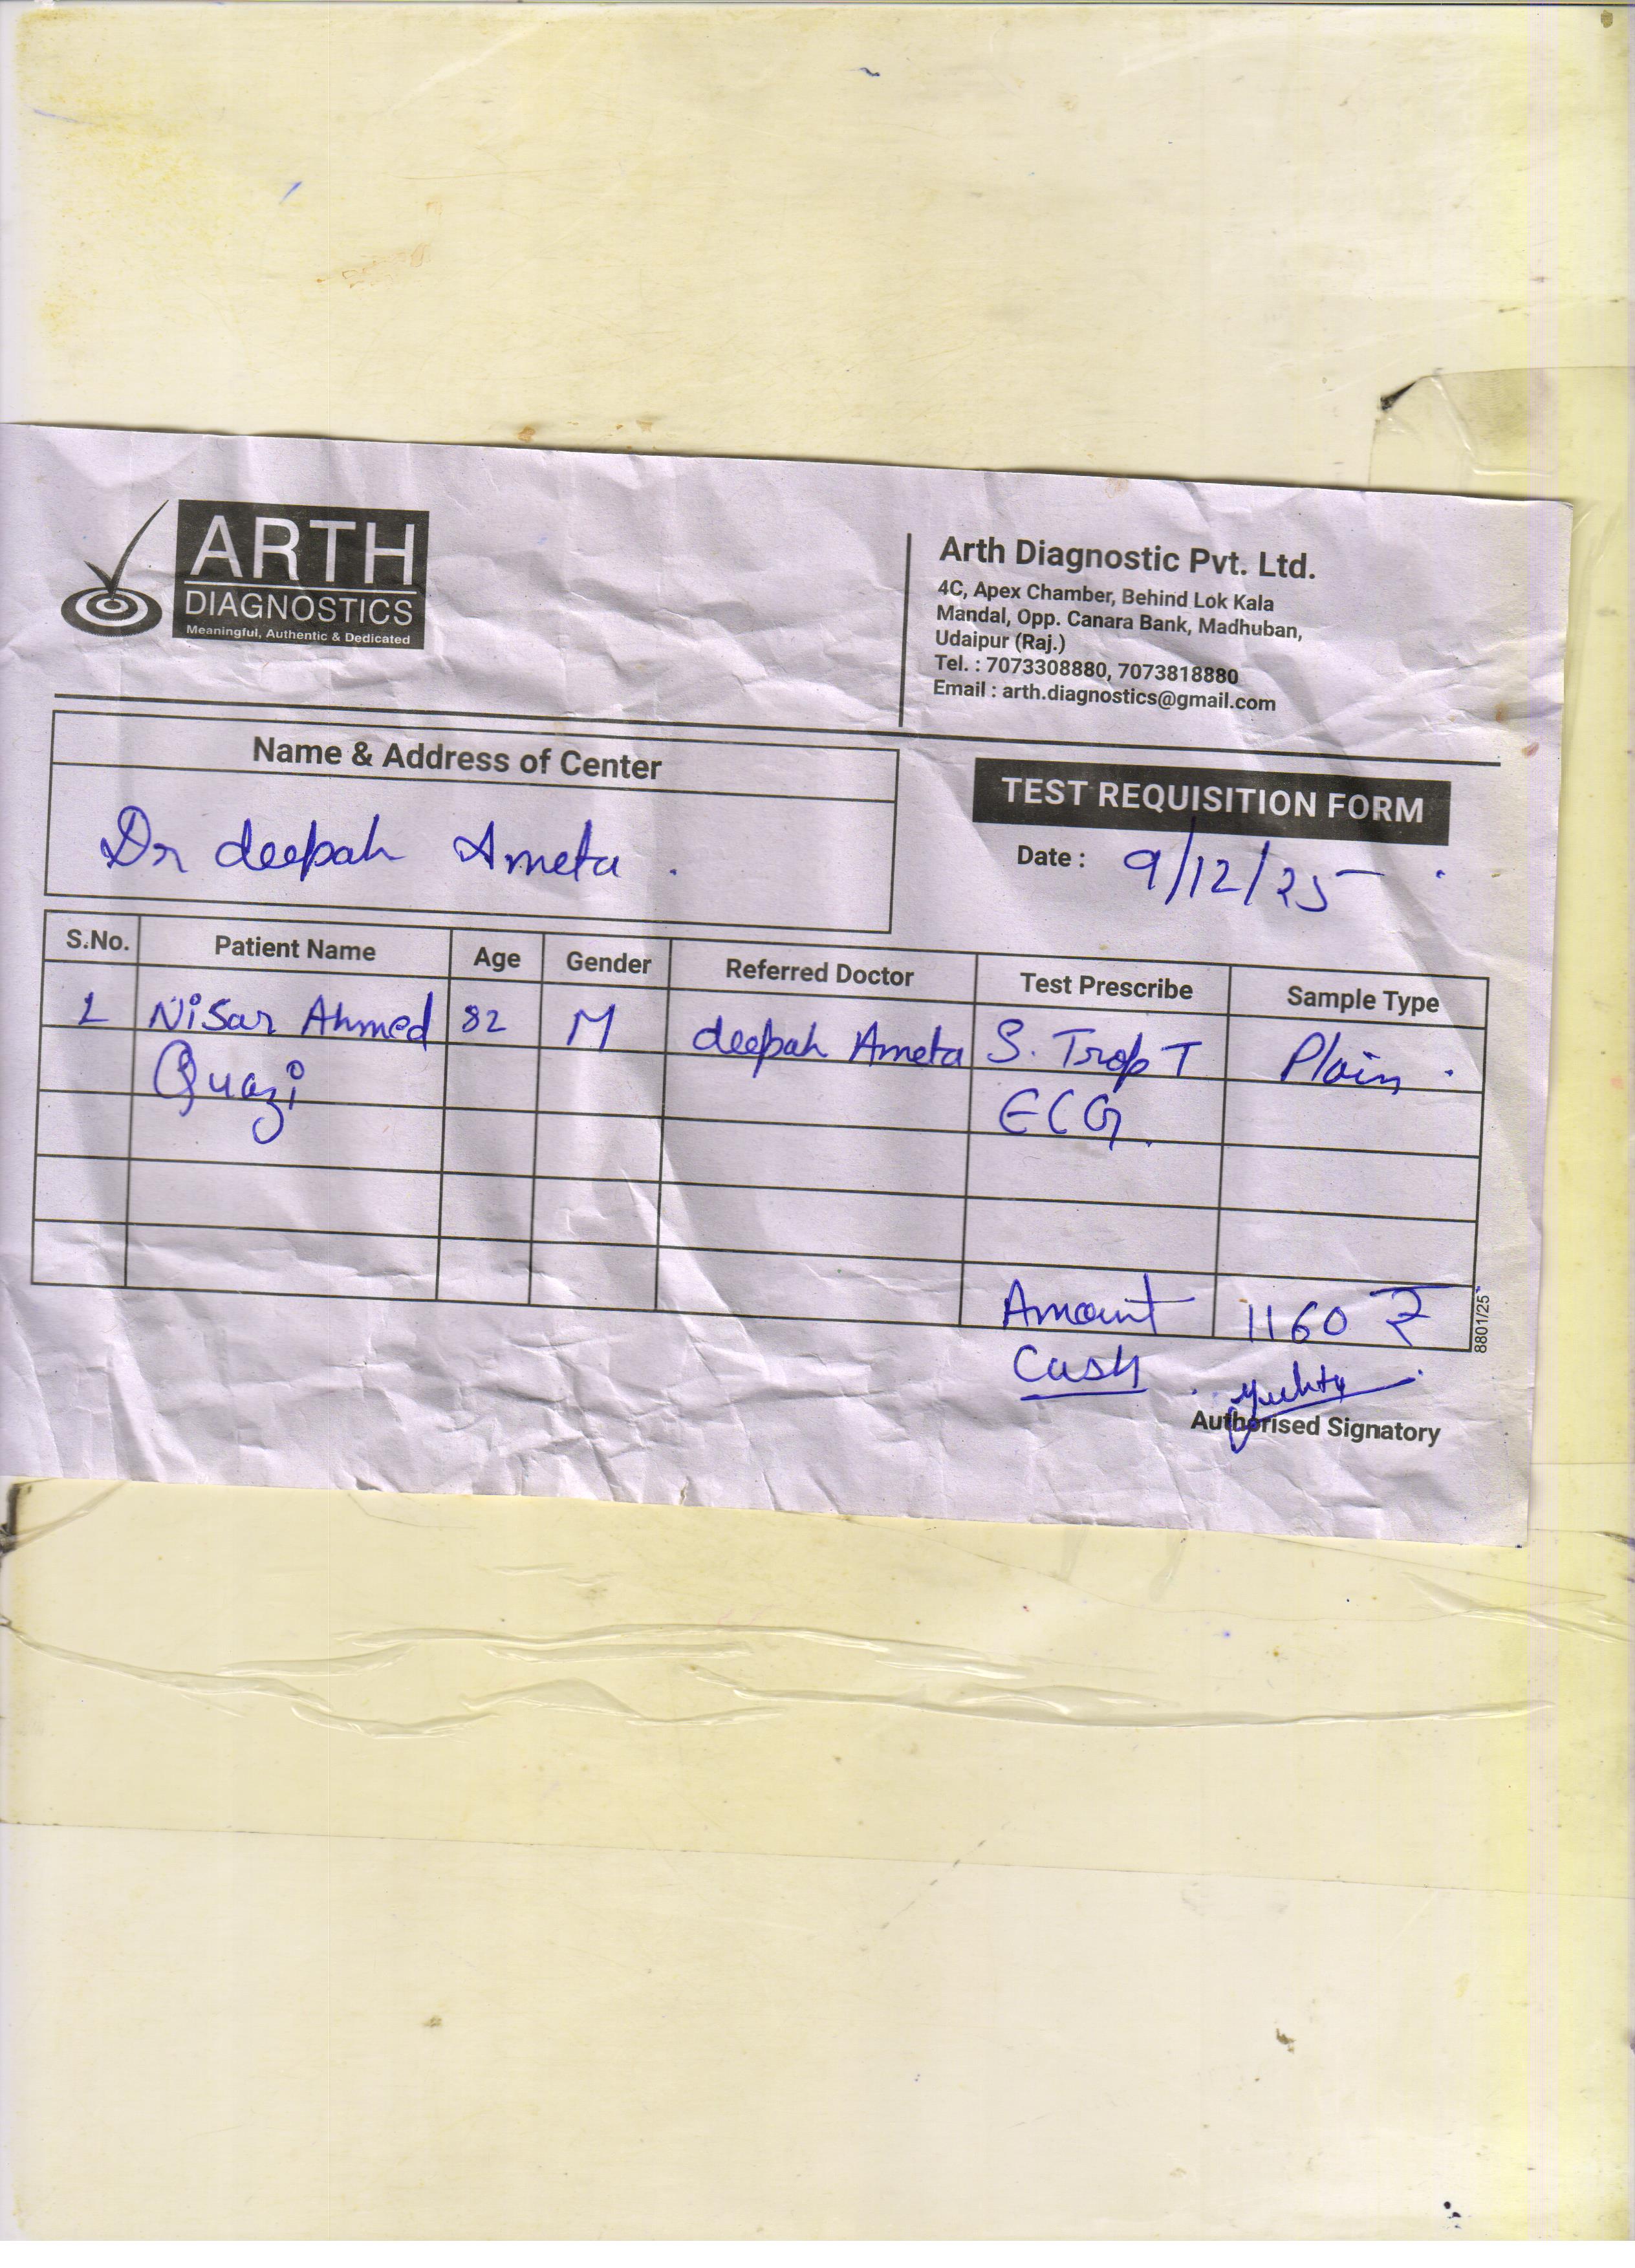 ARTH
DIAGNOSTICS
Meaningful, Authentic & Dedicated
Arth Diagnostic Pvt. Ltd.
4C, Apex Chamber, Behind Lok Kala
Mandal, Opp. Canara Bank, Madhuban,
Udaipur (Raj.)
Tel. : 7073308880, 7073818880
Email : arth.diagnostics@gmail.com
Name & Address of Center
Dr deepak Ameta.
TEST REQUISITION FORM
Date : 9/12/25
S.No. Patient Name Age Gender Referred Doctor Test Prescribe Sample Type
1 Nisar Ahmed 82 M deepak Ameta S. Trop T Plain.
Quazi ECG.
Amount 1160 ₹
8801/25
Cash
Authorised Signatory